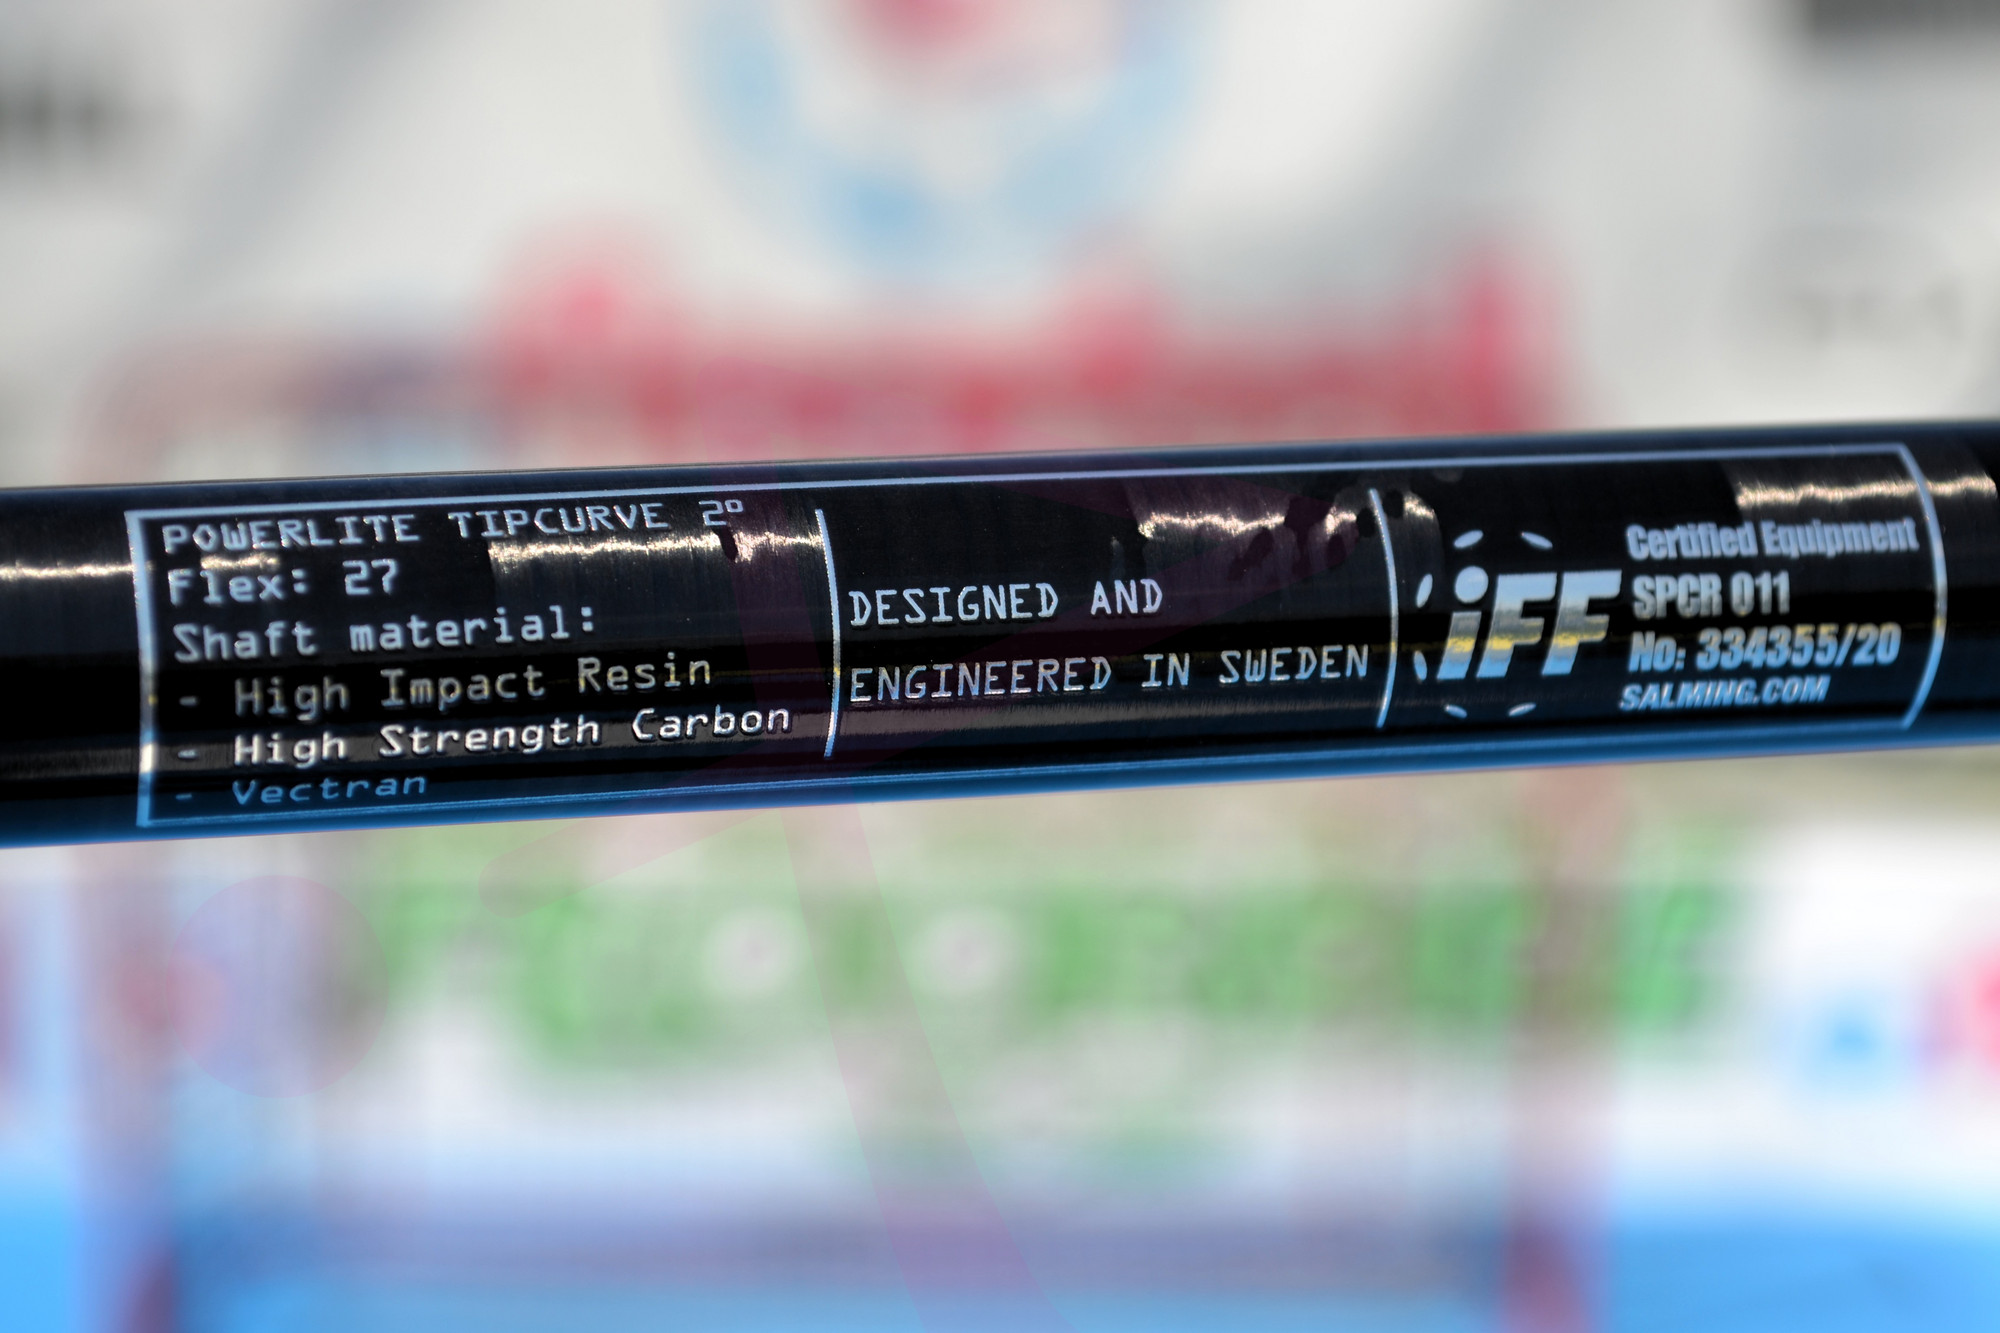 POWERLITE TIPCURVE 2º
Flex: 27
Shaft material:
- High Impact Resin
- High Strength Carbon
- Vectran
DESIGNED AND
ENGINEERED IN SWEDEN
iFF
Certified Equipment
SPCR 011
No: 334355/20
SALMING.COM